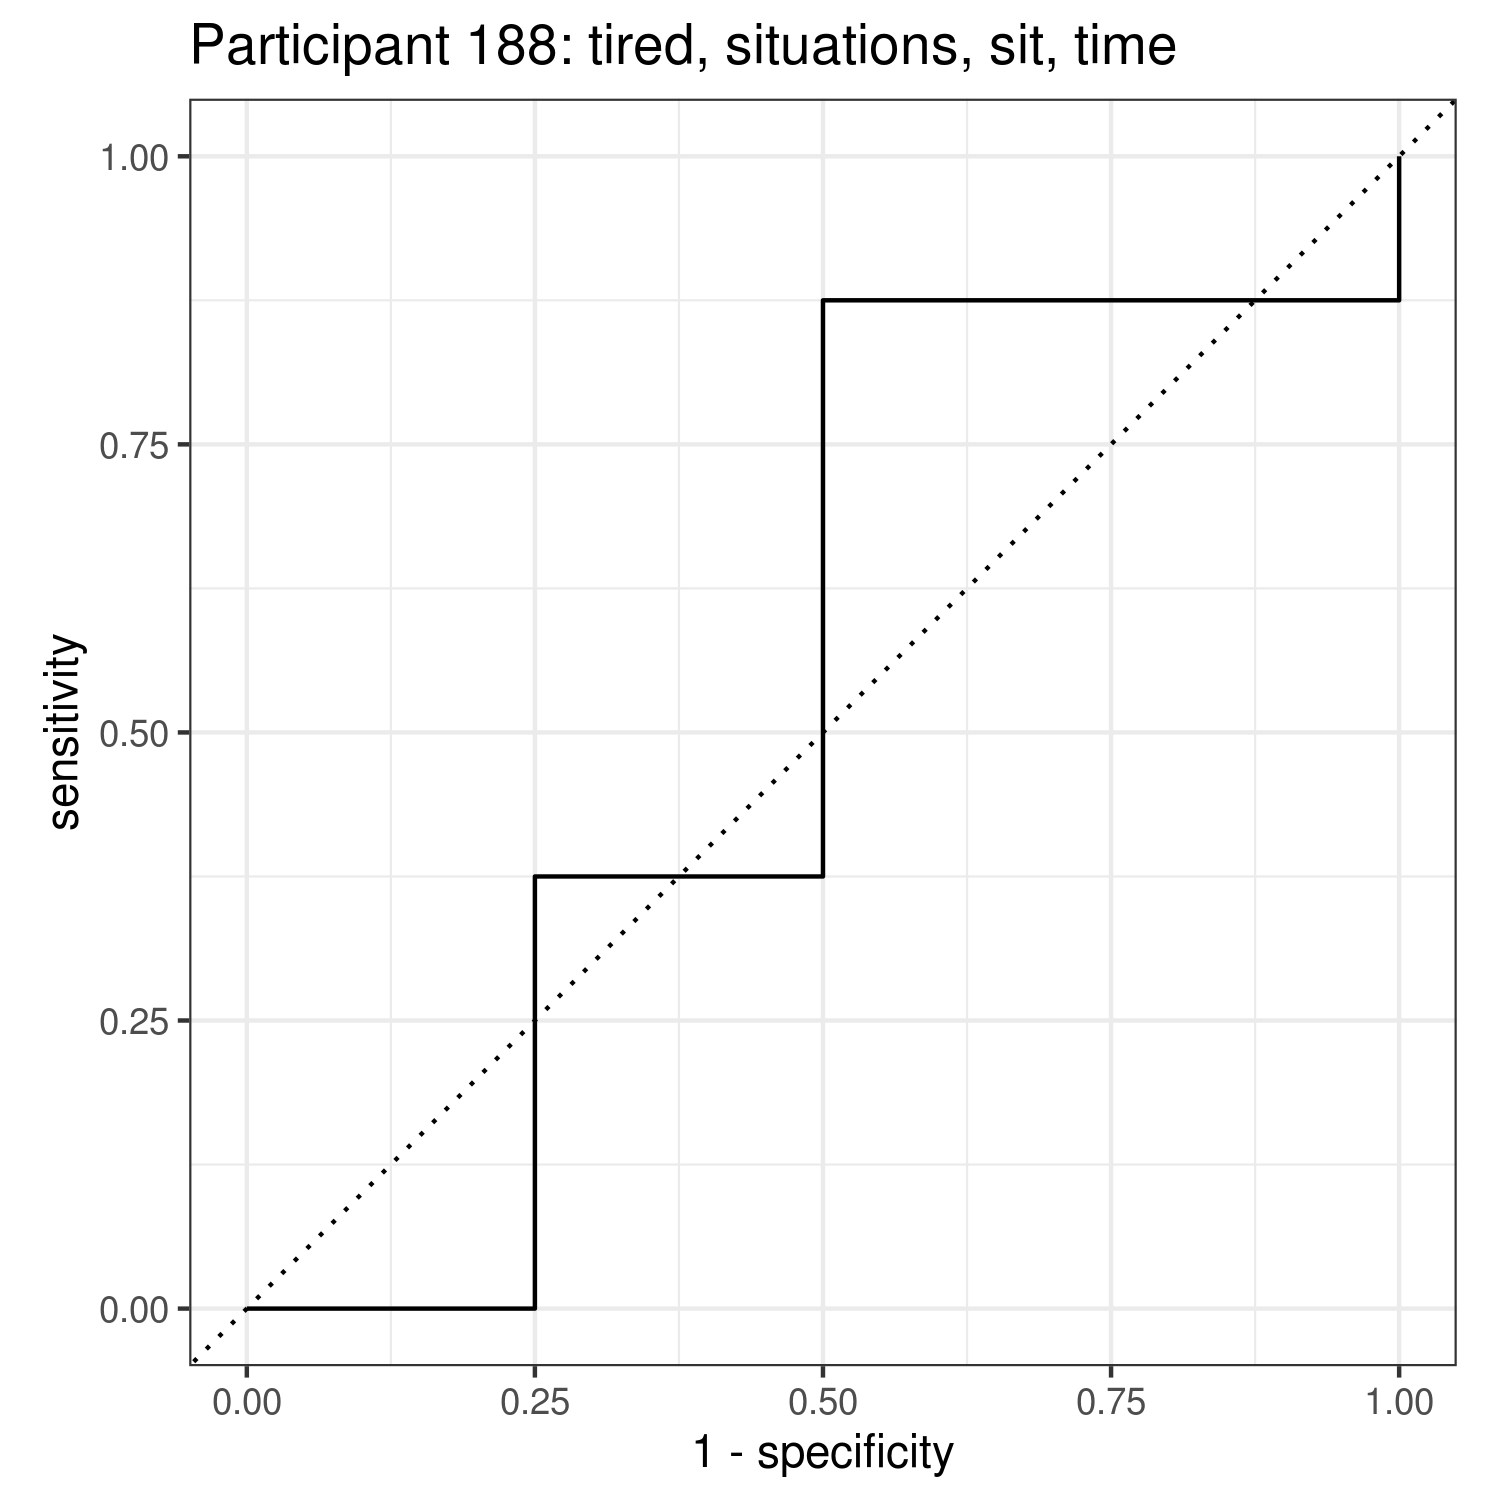 Participant 188: tired, situations, sit, time
1.00
0.75
0.50
0.25
0.00
sensitivity
0.00 0.25 0.50 0.75 1.00
1 - specificity